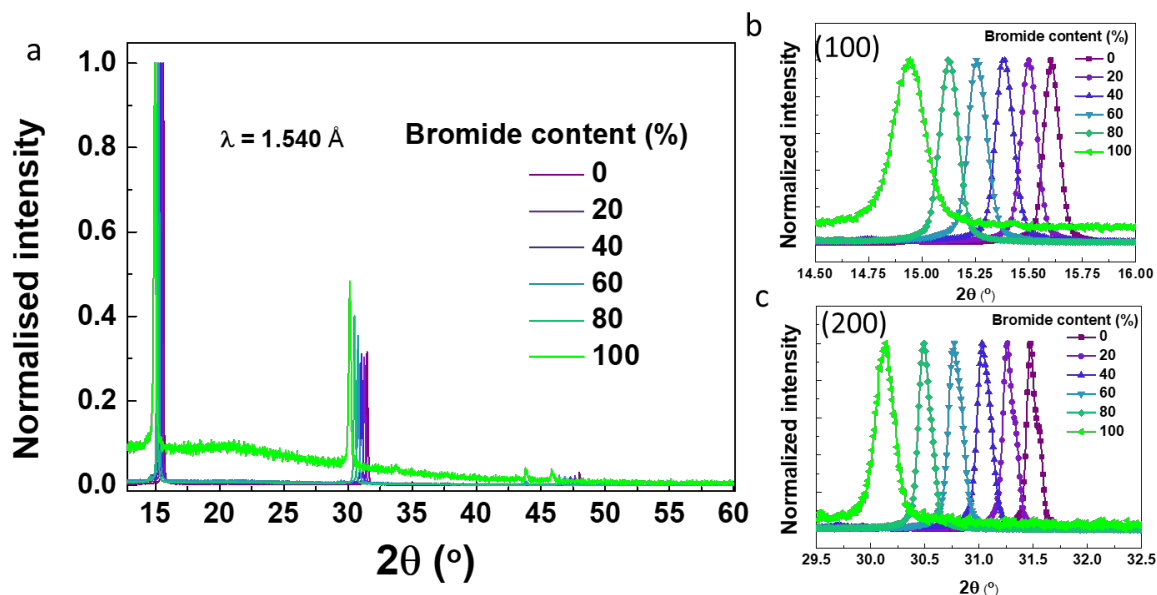 a
Normalised intensity
1.0
0.8
0.6
0.4
0.2
0.0
λ = 1.540 Å
Bromide content (%)
0
20
40
60
80
100
15 20 25 30 35 40 45 50 55 60
2θ (º)
b
(100)
Normalized intensity
Bromide content (%)
0
20
40
60
80
100
14.50 14.75 15.00 15.25 15.50 15.75 16.00
2θ (º)
c
(200)
Normalized intensity
Bromide content (%)
0
20
40
60
80
100
29.5 30.0 30.5 31.0 31.5 32.0 32.5
2θ (º)